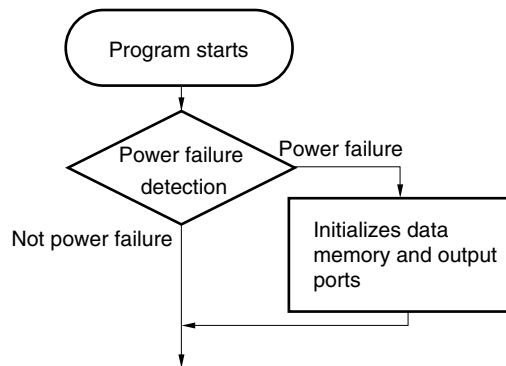 Program starts
Power failure
detection
Power failure
Not power failure
Initializes data
memory and output
ports